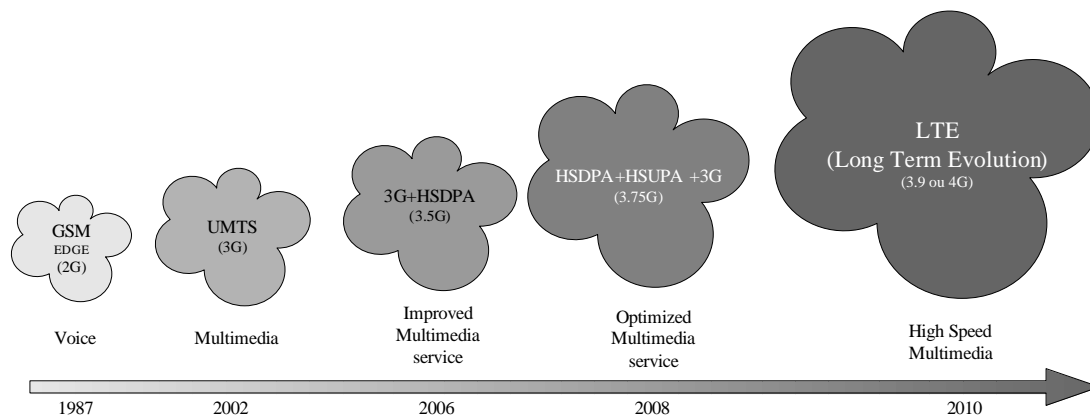 GSM
EDGE
(2G)
UMTS
(3G)
3G+HSDPA
(3.5G)
HSDPA+HSUPA +3G
(3.75G)
LTE
(Long Term Evolution)
(3.9 ou 4G)
Voice
Multimedia
Improved
Multimedia
service
Optimized
Multimedia
service
High Speed
Multimedia
1987
2002
2006
2008
2010